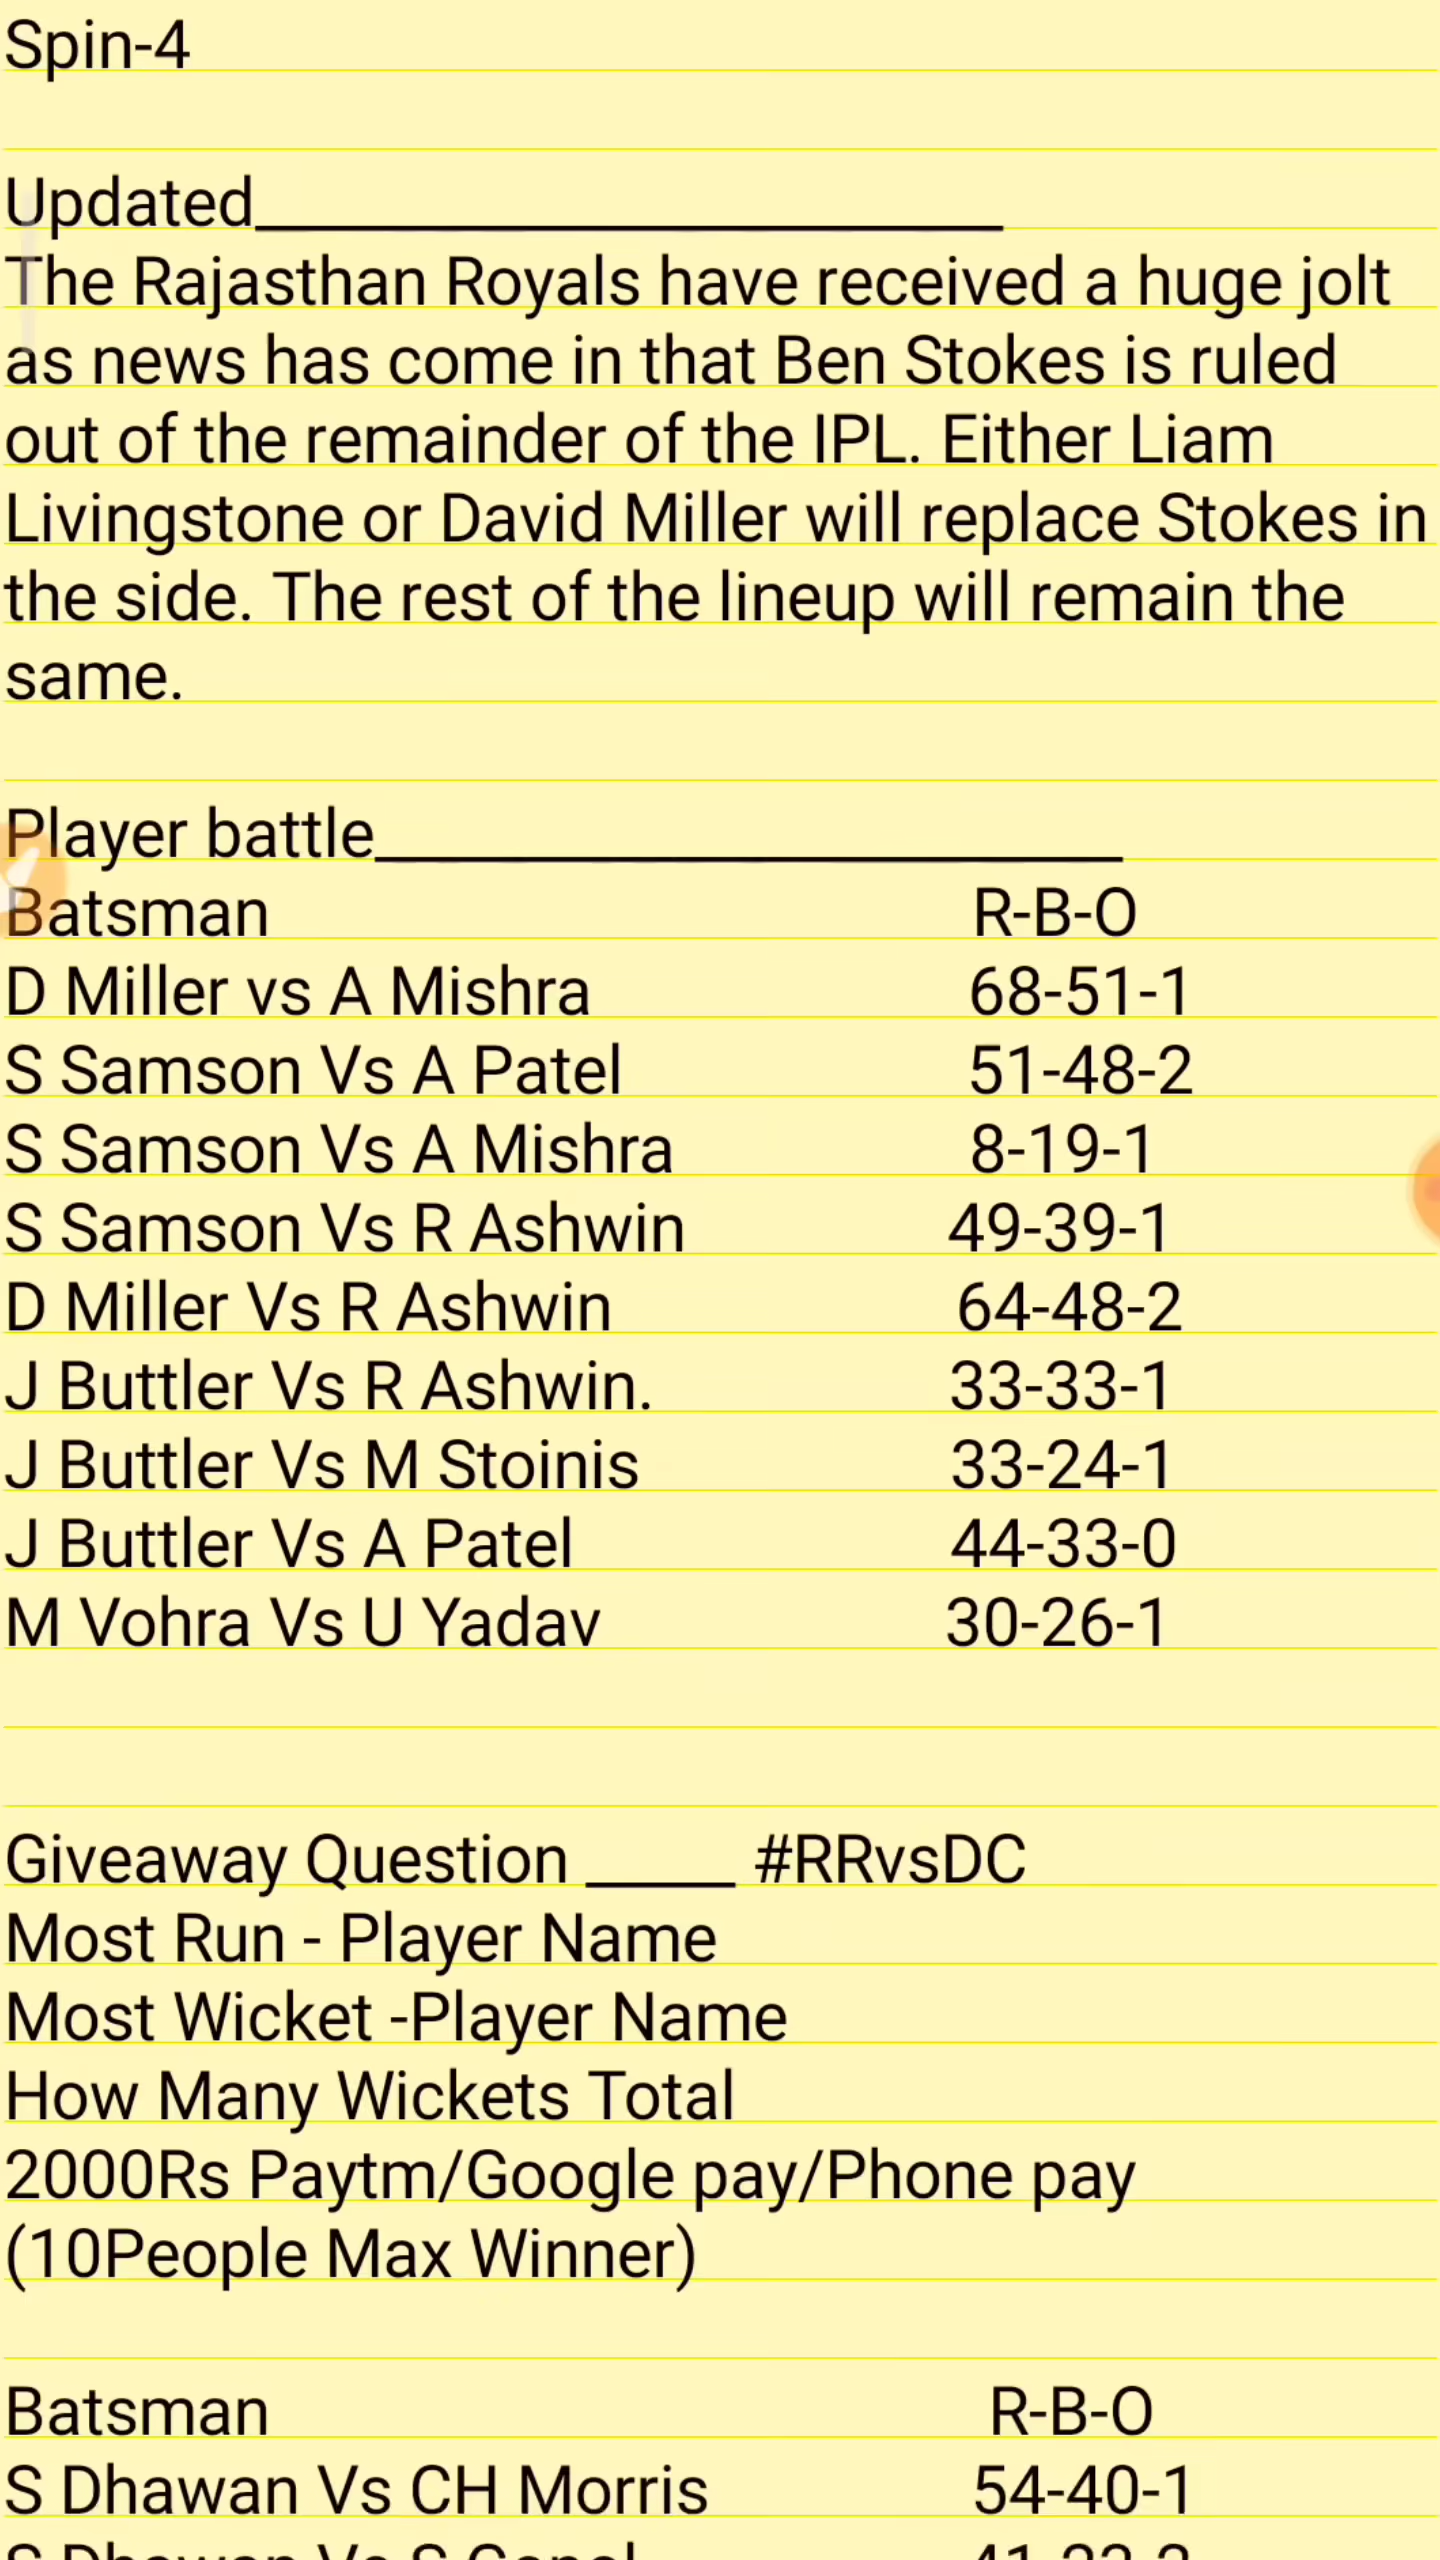 Spin-4
Updated______________________
The Rajasthan Royals have received a huge jolt
as news has come in that Ben Stokes is ruled
out of the remainder of the IPL. Either Liam
Livingstone or David Miller will replace Stokes in
the side. The rest of the lineup will remain the
same.
Player battle______________________
Batsman R-B-O
D Miller vs A Mishra 68-51-1
S Samson Vs A Patel 51-48-2
S Samson Vs A Mishra 8-19-1
S Samson Vs R Ashwin 49-39-1
D Miller Vs R Ashwin 64-48-2
J Buttler Vs R Ashwin. 33-33-1
J Buttler Vs M Stoinis 33-24-1
J Buttler Vs A Patel 44-33-0
M Vohra Vs U Yadav 30-26-1
Giveaway Question ____ #RRvsDC
Most Run - Player Name
Most Wicket -Player Name
How Many Wickets Total
2000Rs Paytm/Google pay/Phone pay
(10People Max Winner)
Batsman R-B-O
S Dhawan Vs CH Morris 54-40-1
S Dhawan Vs S